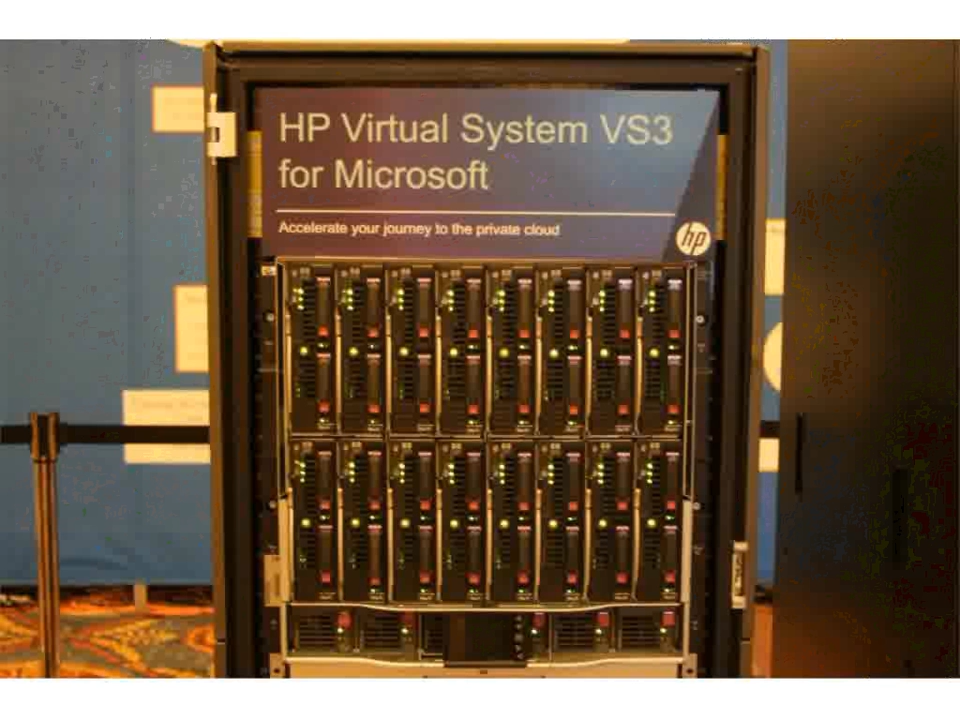 HP Virtual System VS3
for Microsoft
Accelerate your journey to the private cloud
hp